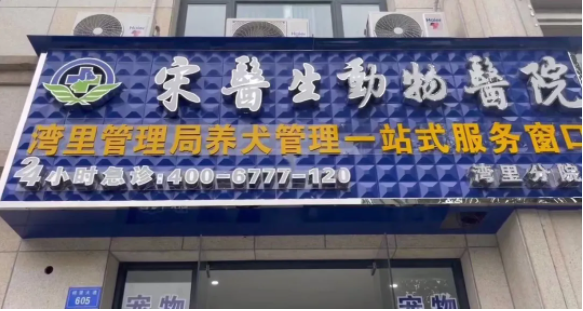 宋醫生動物醫院
湾里管理局养犬管理一站式服务窗口
24小时急诊:400-6777-120
湾里分院
605
宠物
宠物